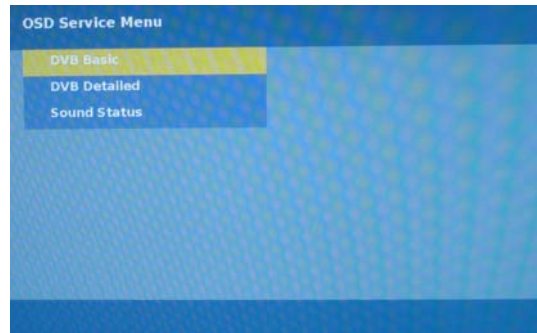 OSD Service Menu
DVB Basic
DVB Detailed
Sound Status